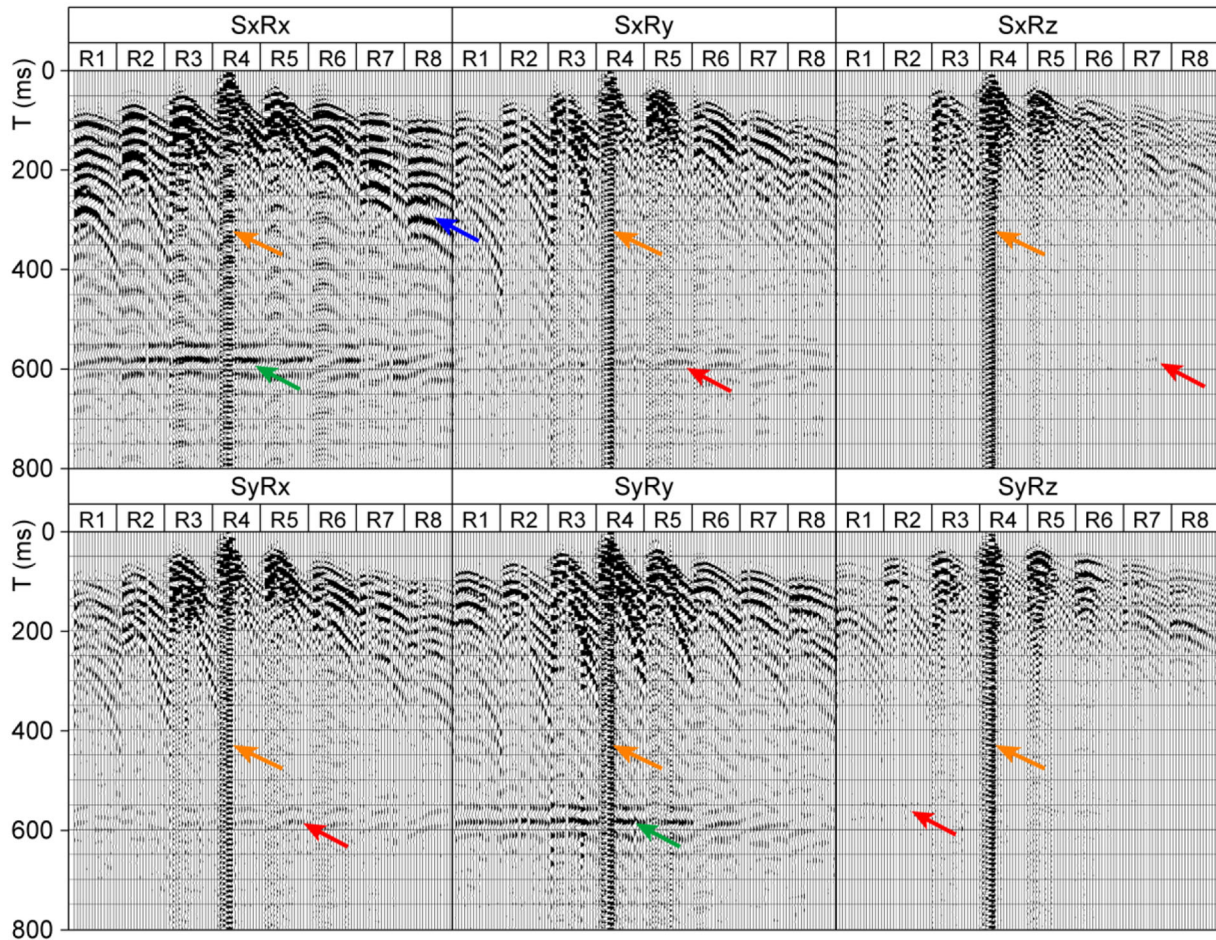 SxRx SxRy SxRz
R1 R2 R3 R4 R5 R6 R7 R8 R1 R2 R3 R4 R5 R6 R7 R8 R1 R2 R3 R4 R5 R6 R7 R8
0
T (ms)
200
400
600
800
SyRx SyRy SyRz
R1 R2 R3 R4 R5 R6 R7 R8 R1 R2 R3 R4 R5 R6 R7 R8 R1 R2 R3 R4 R5 R6 R7 R8
0
T (ms)
200
400
600
800